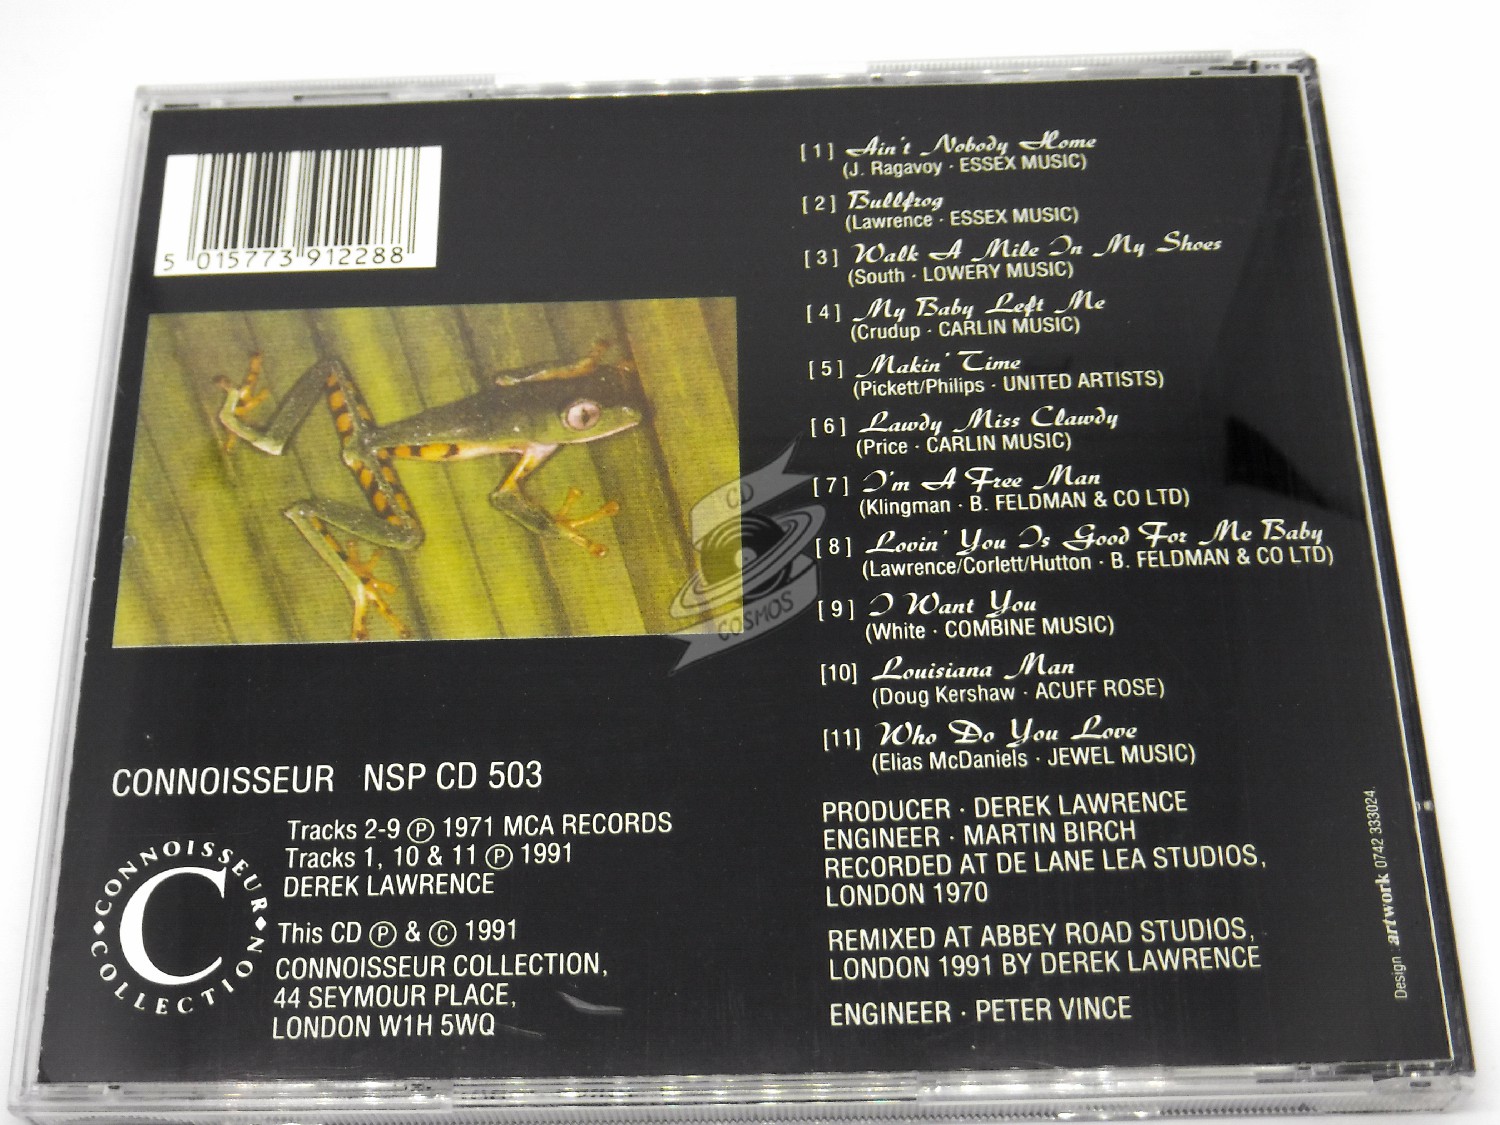 5 015773 912288
[1] Ain't Nobody Home
(J. Ragavoy · ESSEX MUSIC)
[2] Bullfrog
(Lawrence · ESSEX MUSIC)
[3] Walk A Mile In My Shoes
(South · LOWERY MUSIC)
[4] My Baby Left Me
(Crudup · CARLIN MUSIC)
[5] Makin' Time
(Pickett/Philips · UNITED ARTISTS)
[6] Lawdy Miss Clawdy
(Price · CARLIN MUSIC)
[7] I'm A Free Man
(Klingman · B. FELDMAN & CO LTD)
[8] Lovin' You Is Good For Me Baby
(Lawrence/Corlett/Hutton · B. FELDMAN & CO LTD)
[9] I Want You
(White · COMBINE MUSIC)
[10] Louisiana Man
(Doug Kershaw · ACUFF ROSE)
[11] Who Do You Love
(Elias McDaniels · JEWEL MUSIC)
CD
COSMOS
CONNOISSEUR NSP CD 503
Tracks 2-9 Ⓟ 1971 MCA RECORDS
Tracks 1, 10 & 11 Ⓟ 1991
DEREK LAWRENCE
This CD Ⓟ & © 1991
CONNOISSEUR COLLECTION,
44 SEYMOUR PLACE,
LONDON W1H 5WQ
CONNOISSEUR COLLECTION
C
PRODUCER · DEREK LAWRENCE
ENGINEER · MARTIN BIRCH
RECORDED AT DE LANE LEA STUDIOS,
LONDON 1970
REMIXED AT ABBEY ROAD STUDIOS,
LONDON 1991 BY DEREK LAWRENCE
ENGINEER · PETER VINCE
Design artwork 0742 333024.